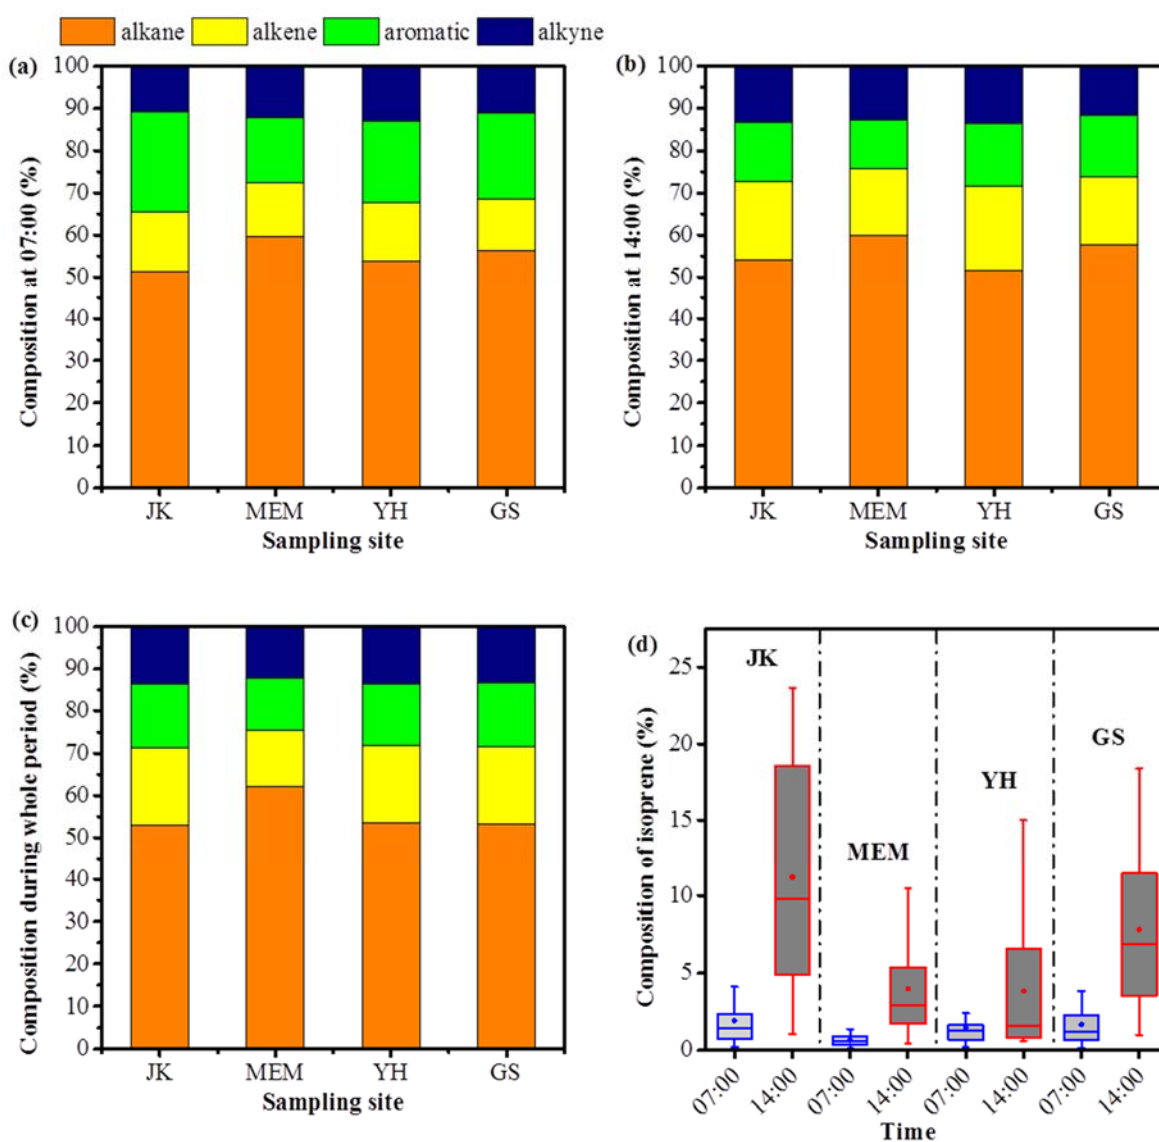 alkane alkene aromatic alkyne
(a)
100
90
80
70
60
50
40
30
20
10
0
Composition at 07:00 (%)
JK MEM YH GS
Sampling site
(b)
100
90
80
70
60
50
40
30
20
10
0
Composition at 14:00 (%)
JK MEM YH GS
Sampling site
(c)
100
90
80
70
60
50
40
30
20
10
0
Composition during whole period (%)
JK MEM YH GS
Sampling site
(d)
25
20
15
10
5
0
Composition of isoprene (%)
JK
MEM
YH
GS
07:00 14:00 07:00 14:00 07:00 14:00 07:00 14:00
Time